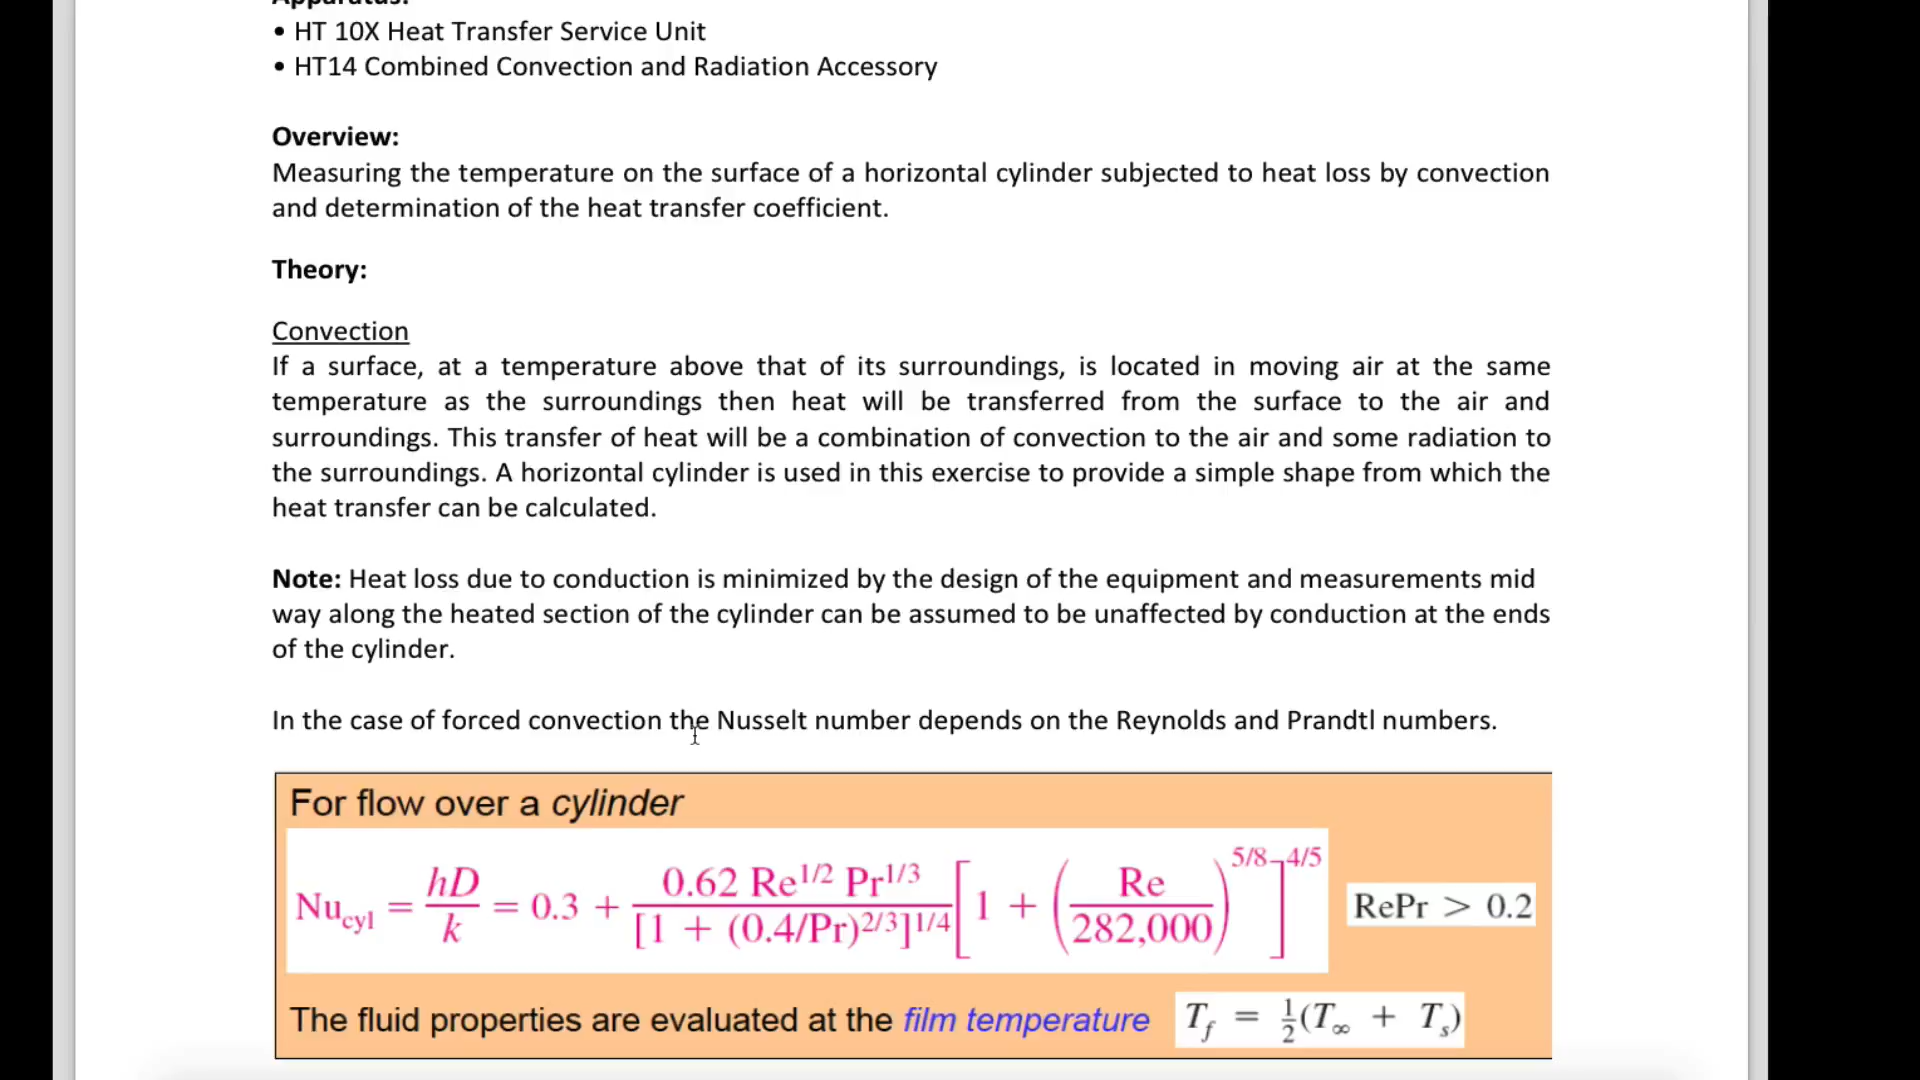 Apparatus:
• HT 10X Heat Transfer Service Unit
• HT14 Combined Convection and Radiation Accessory
Overview:
Measuring the temperature on the surface of a horizontal cylinder subjected to heat loss by convection
and determination of the heat transfer coefficient.
Theory:
Convection
If a surface, at a temperature above that of its surroundings, is located in moving air at the same
temperature as the surroundings then heat will be transferred from the surface to the air and
surroundings. This transfer of heat will be a combination of convection to the air and some radiation to
the surroundings. A horizontal cylinder is used in this exercise to provide a simple shape from which the
heat transfer can be calculated.
Note: Heat loss due to conduction is minimized by the design of the equipment and measurements mid
way along the heated section of the cylinder can be assumed to be unaffected by conduction at the ends
of the cylinder.
In the case of forced convection the Nusselt number depends on the Reynolds and Prandtl numbers.
For flow over a cylinder
Nu_cyl = hD/k = 0.3 + 0.62 Re^1/2 Pr^1/3 / [1 + (0.4/Pr)^2/3]^1/4 [1 + (Re/282,000)^5/8]^4/5 RePr > 0.2
The fluid properties are evaluated at the film temperature T_f = ½(T_∞ + T_s)